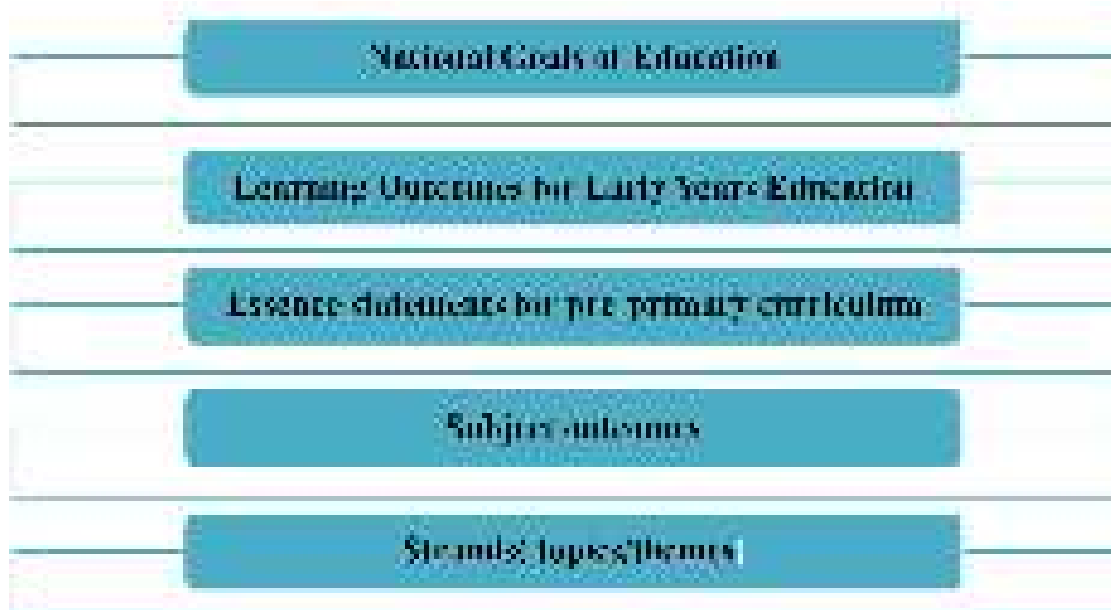 National Goals of Education
Learning Outcomes for Early Years Education
Essence statements for pre primary curriculum
Subject outcomes
Strands/ topics/themes